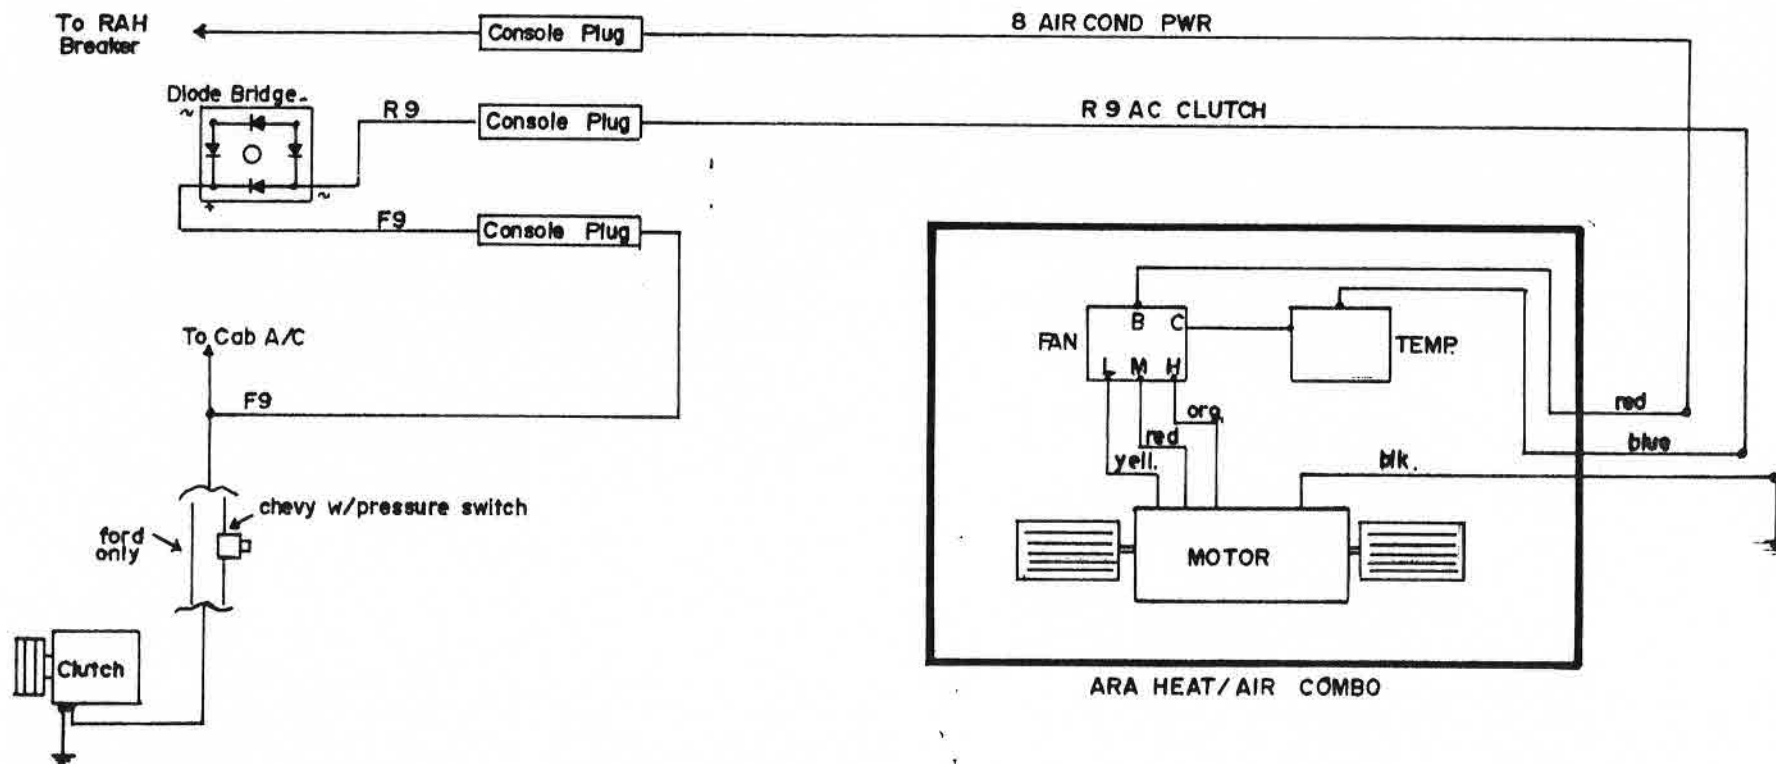 To RAH
Breaker
Console Plug
8 AIR COND PWR
Diode Bridge
~
R 9
Console Plug
R 9 AC CLUTCH
~
+
F9
Console Plug
To Cab A/C
F9
B C
FAN
L M H
TEMP.
org.
red
yell.
red
blue
blk.
chevy w/pressure switch
ford
only
MOTOR
Clutch
ARA HEAT/AIR COMBO